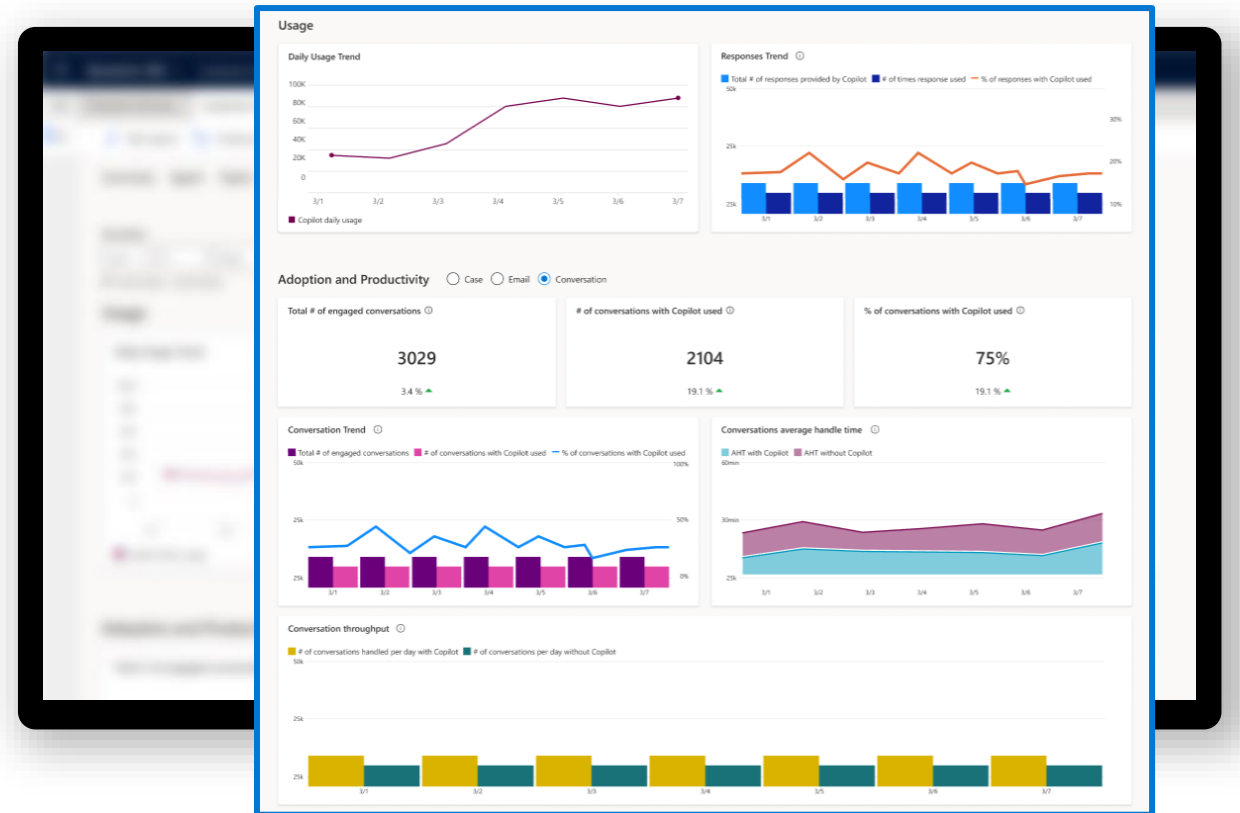 Usage
Daily Usage Trend
100K
80K
60K
40K
20K
0
3/1 3/2 3/3 3/4 3/5 3/6 3/7
Copilot daily usage
Responses Trend
Total # of responses provided by Copilot # of times response used % of responses with Copilot used
50k
30%
25k
20%
25k
10%
3/1 3/2 3/3 3/4 3/5 3/6 3/7
Adoption and Productivity Case Email Conversation
Total # of engaged conversations
3029
3.4 %
# of conversations with Copilot used
2104
19.1 %
% of conversations with Copilot used
75%
19.1 %
Conversation Trend
Total # of engaged conversations # of conversations with Copilot used % of conversations with Copilot used
50k 100%
25k 50%
25k 0%
3/1 3/2 3/3 3/4 3/5 3/6 3/7
Conversations average handle time
AHT with Copilot AHT without Copilot
60min
30min
25k
3/1 3/2 3/3 3/4 3/5 3/6 3/7
Conversation throughput
# of conversations handled per day with Copilot # of conversations per day without Copilot
50k
25k
25k
3/1 3/2 3/3 3/4 3/5 3/6 3/7